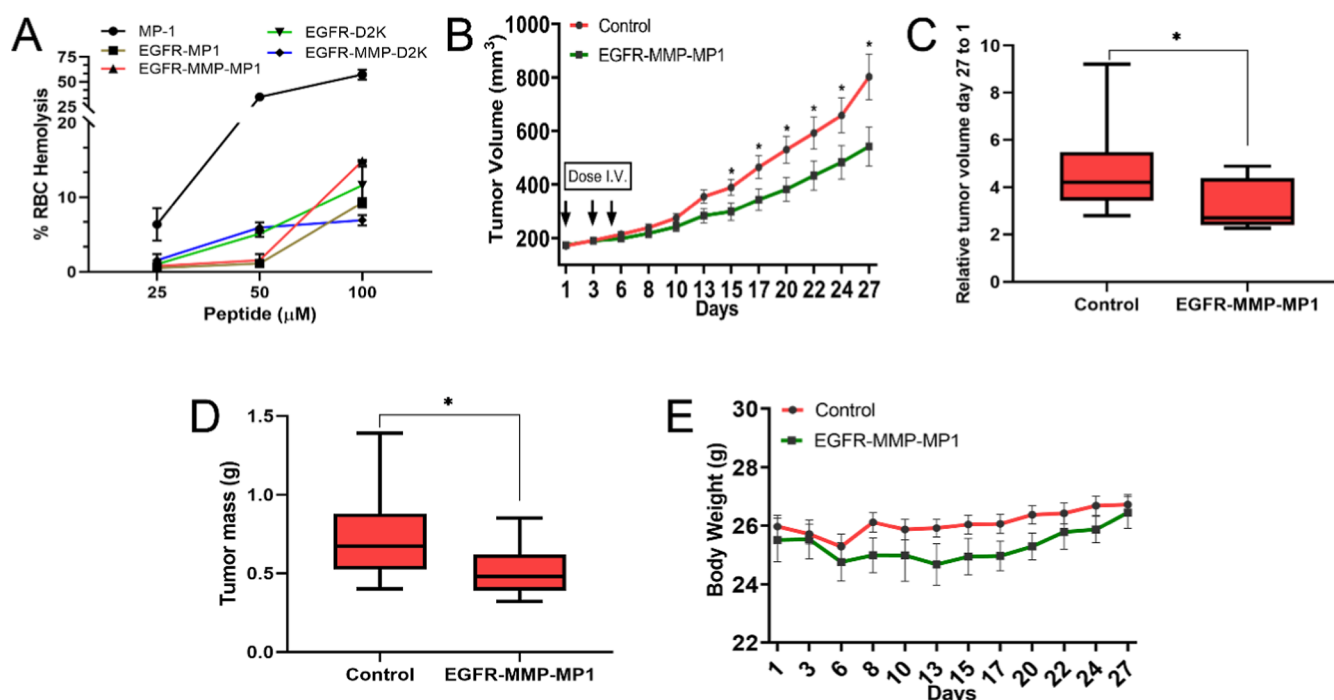 A
MP-1
EGFR-MP1
EGFR-MMP-MP1
EGFR-D2K
EGFR-MMP-D2K
% RBC Hemolysis
75
50
25
20
10
0
25
50
100
Peptide (μM)
B
Control
EGFR-MMP-MP1
Tumor Volume (mm³)
1000
800
600
400
200
Dose I.V.
*
*
*
*
*
*
1
3
6
8
10
13
15
17
20
22
24
27
Days
C
Relative tumor volume day 27 to 1
10
8
6
4
2
0
*
Control
EGFR-MMP-MP1
D
Tumor mass (g)
1.5
1.0
0.5
0.0
*
Control
EGFR-MMP-MP1
E
Control
EGFR-MMP-MP1
Body Weight (g)
30
28
26
24
22
1
3
6
8
10
13
15
17
20
22
24
27
Days